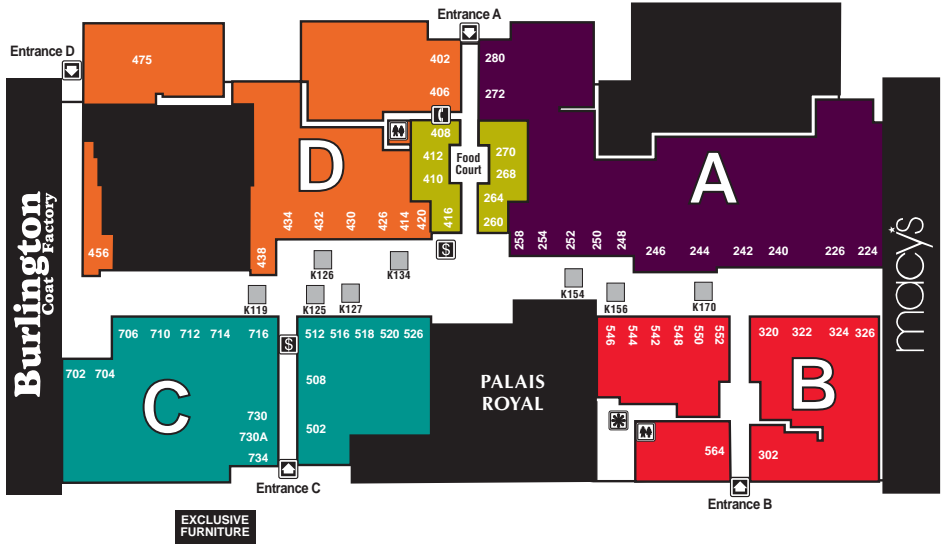 Entrance A
Entrance D
475
402
280
406
272
408
412
410
Food
Court
270
268
264
260
D
A
456
438
434
432
430
426
414
420
416
$
258
254
252
250
248
246
244
242
240
226
224
K126
K134
K119
K125
K127
K154
K156
K170
Burlington
Coat Factory
macy's
706
710
712
714
716
$
512
516
518
520
526
546
544
542
548
550
552
320
322
324
326
702
704
508
C
PALAIS
ROYAL
B
730
730A
734
502
564
302
Entrance C
Entrance B
EXCLUSIVE
FURNITURE